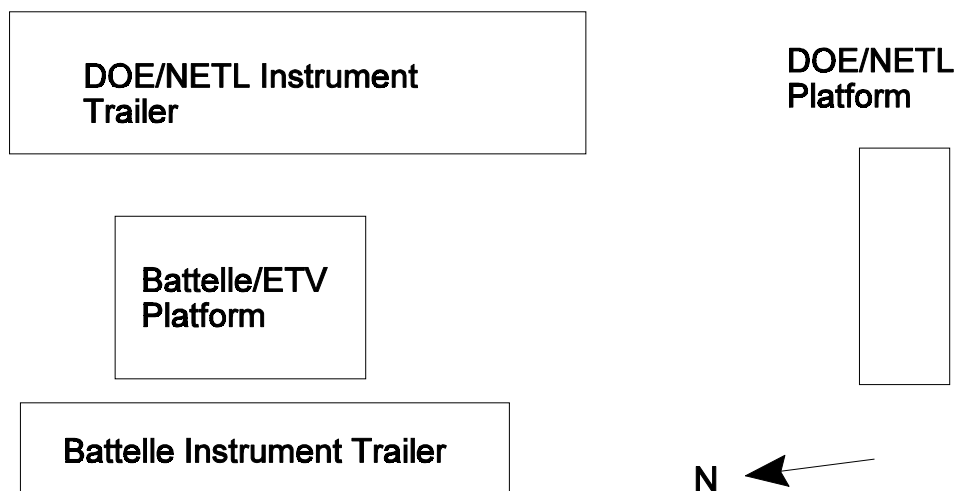 DOE/NETL Instrument
Trailer
DOE/NETL
Platform
Battelle/ETV
Platform
Battelle Instrument Trailer
N